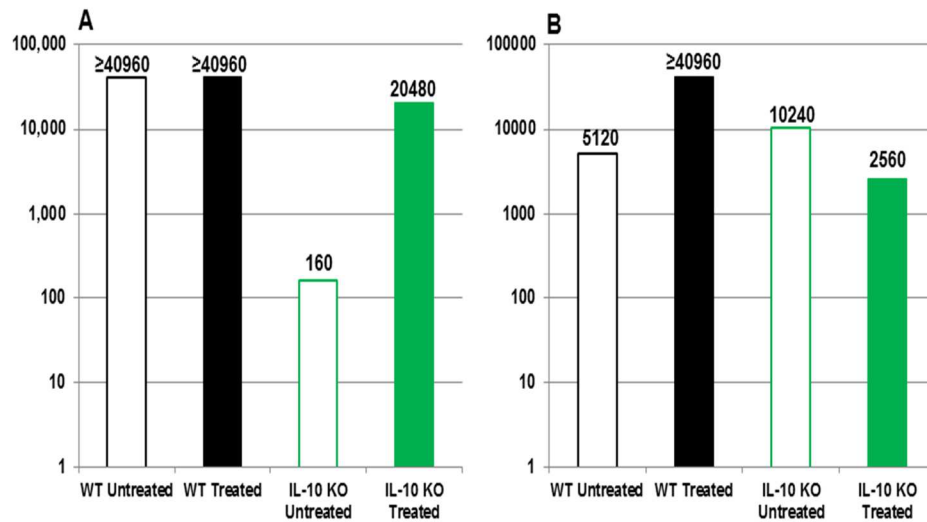 A
100,000
10,000
1,000
100
10
1
≥40960
≥40960
160
20480
WT Untreated
WT Treated
IL-10 KO
Untreated
IL-10 KO
Treated
B
100000
10000
1000
100
10
1
5120
≥40960
10240
2560
WT Untreated
WT Treated
IL-10 KO
Untreated
IL-10 KO
Treated